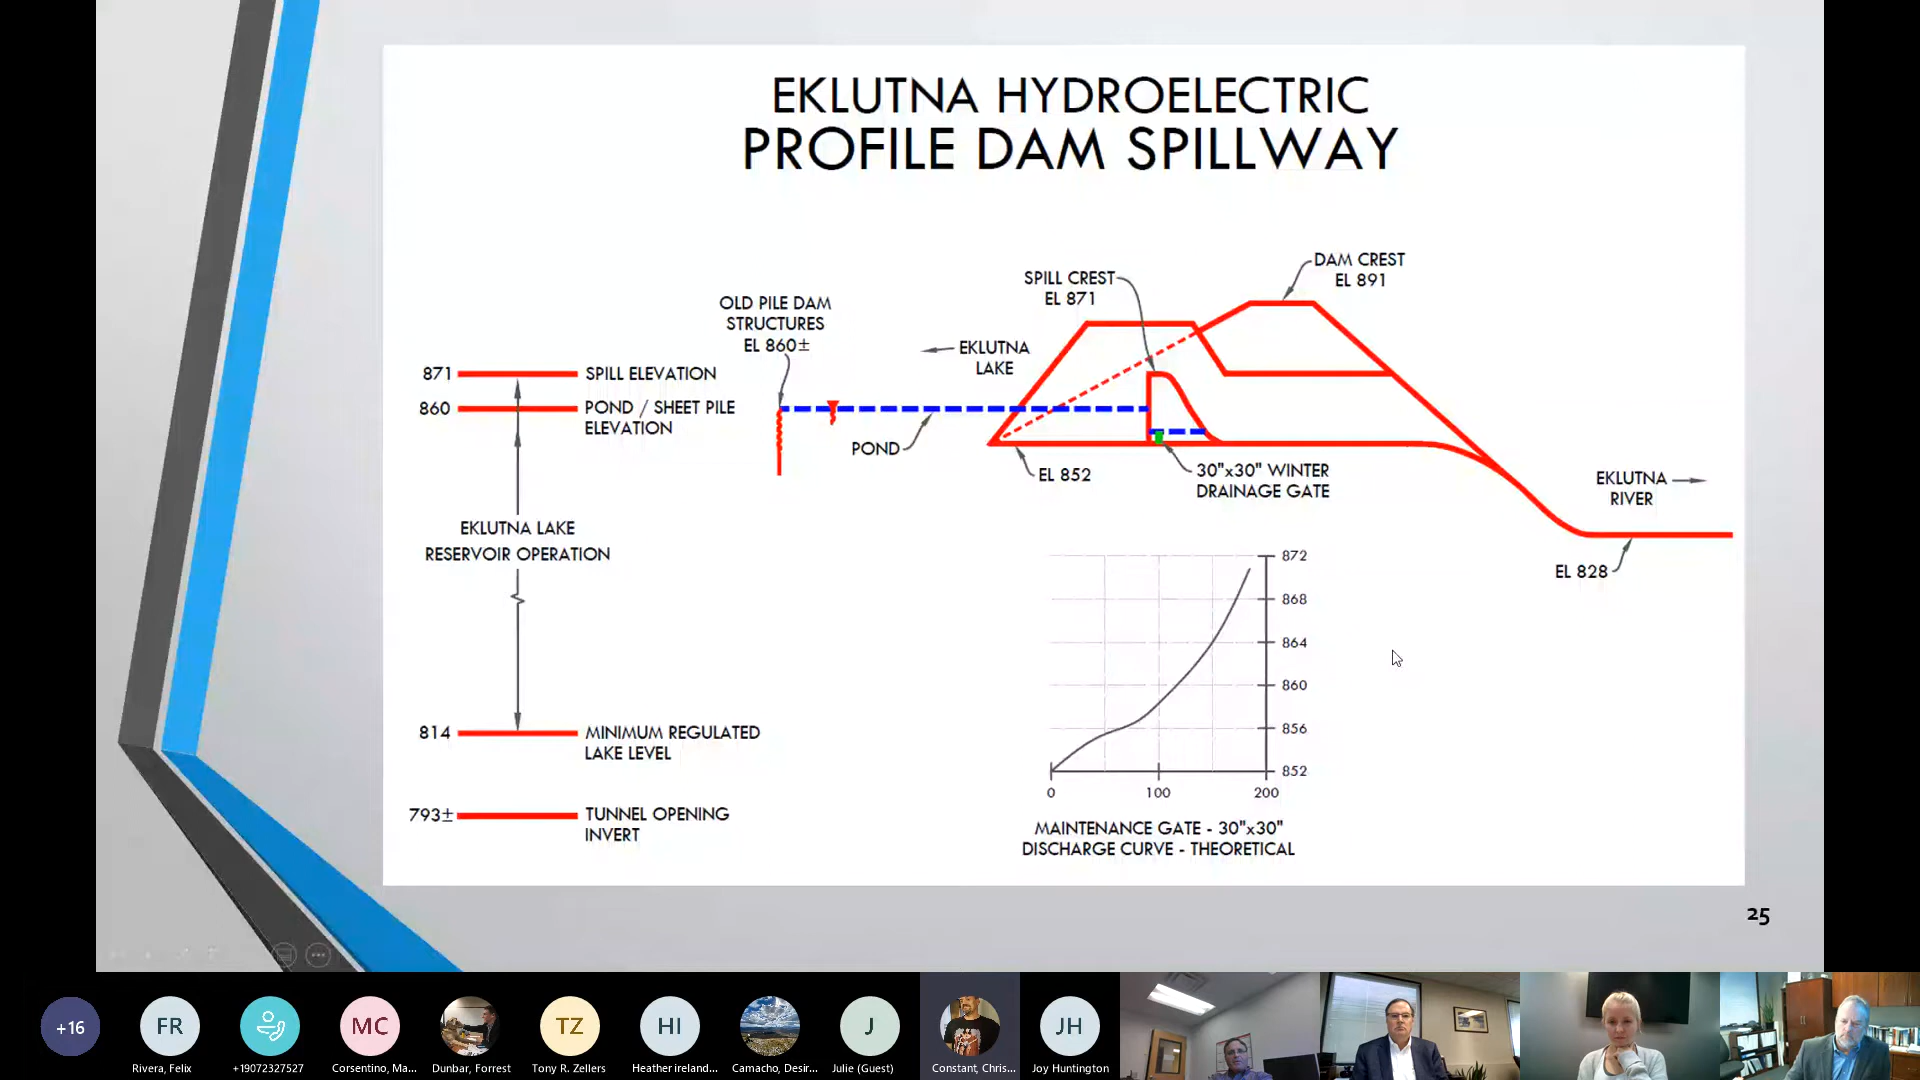 EKLUTNA HYDROELECTRIC
PROFILE DAM SPILLWAY
DAM CREST
EL 891
SPILL CREST
EL 871
OLD PILE DAM
STRUCTURES
EL 860±
EKLUTNA
LAKE
871 SPILL ELEVATION
860 POND / SHEET PILE
ELEVATION
POND
EL 852
30"x30" WINTER
DRAINAGE GATE
EKLUTNA
RIVER
EL 828
EKLUTNA LAKE
RESERVOIR OPERATION
814 MINIMUM REGULATED
LAKE LEVEL
793± TUNNEL OPENING
INVERT
872
868
864
860
856
852
0 100 200
MAINTENANCE GATE - 30"x30"
DISCHARGE CURVE - THEORETICAL
25
+16
FR
MC
TZ
HI
J
JH
Rivera, Felix
+19072327527
Corsentino, Ma...
Dunbar, Forrest
Tony R. Zellers
Heather ireland...
Camacho, Desir...
Julie (Guest)
Constant, Chris...
Joy Huntington